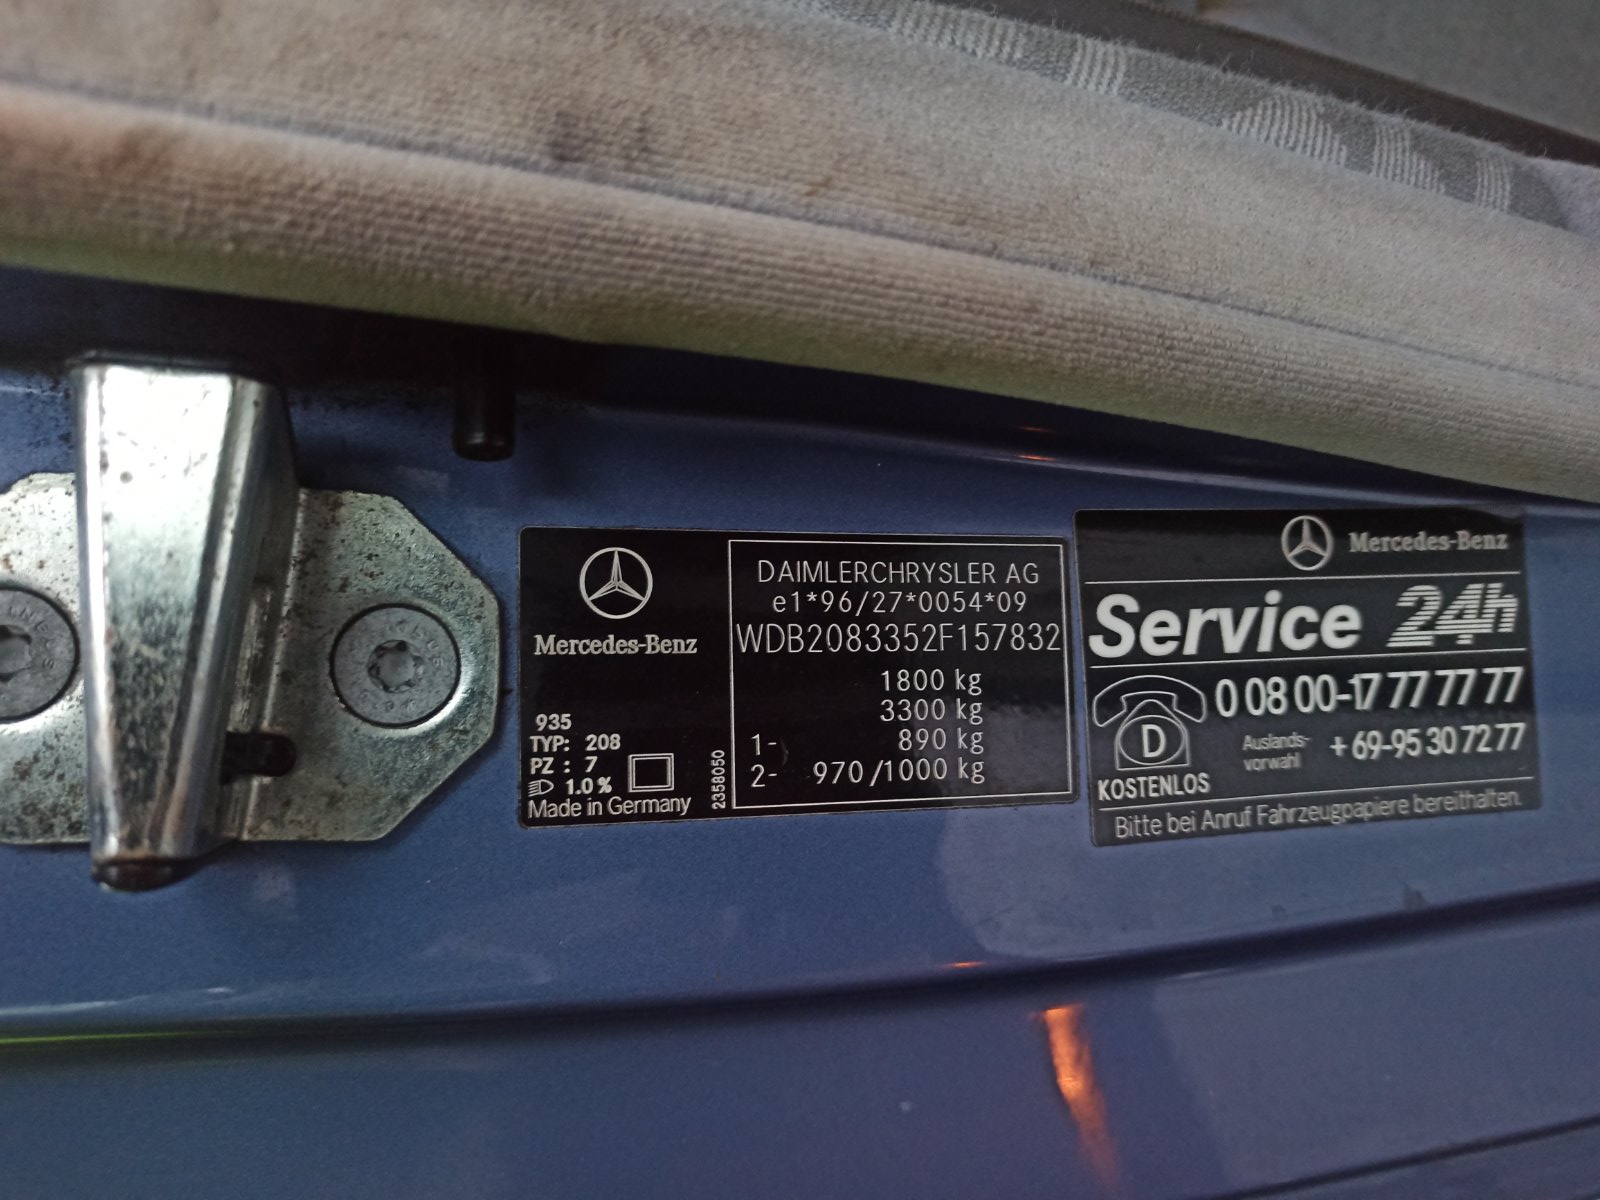 Mercedes-Benz
935
TYP: 208
PZ : 7
1.0 %
Made in Germany
2358050
DAIMLERCHRYSLER AG
e1*96/27*0054*09
WDB2083352F157832
1800 kg
3300 kg
1- 890 kg
2- 970/1000 kg
Mercedes-Benz
Service 24h
0 08 00-17 77 77 77
D
Auslands-
vorwahl
+ 69-95 30 72 77
KOSTENLOS
Bitte bei Anruf Fahrzeugpapiere bereithalten.